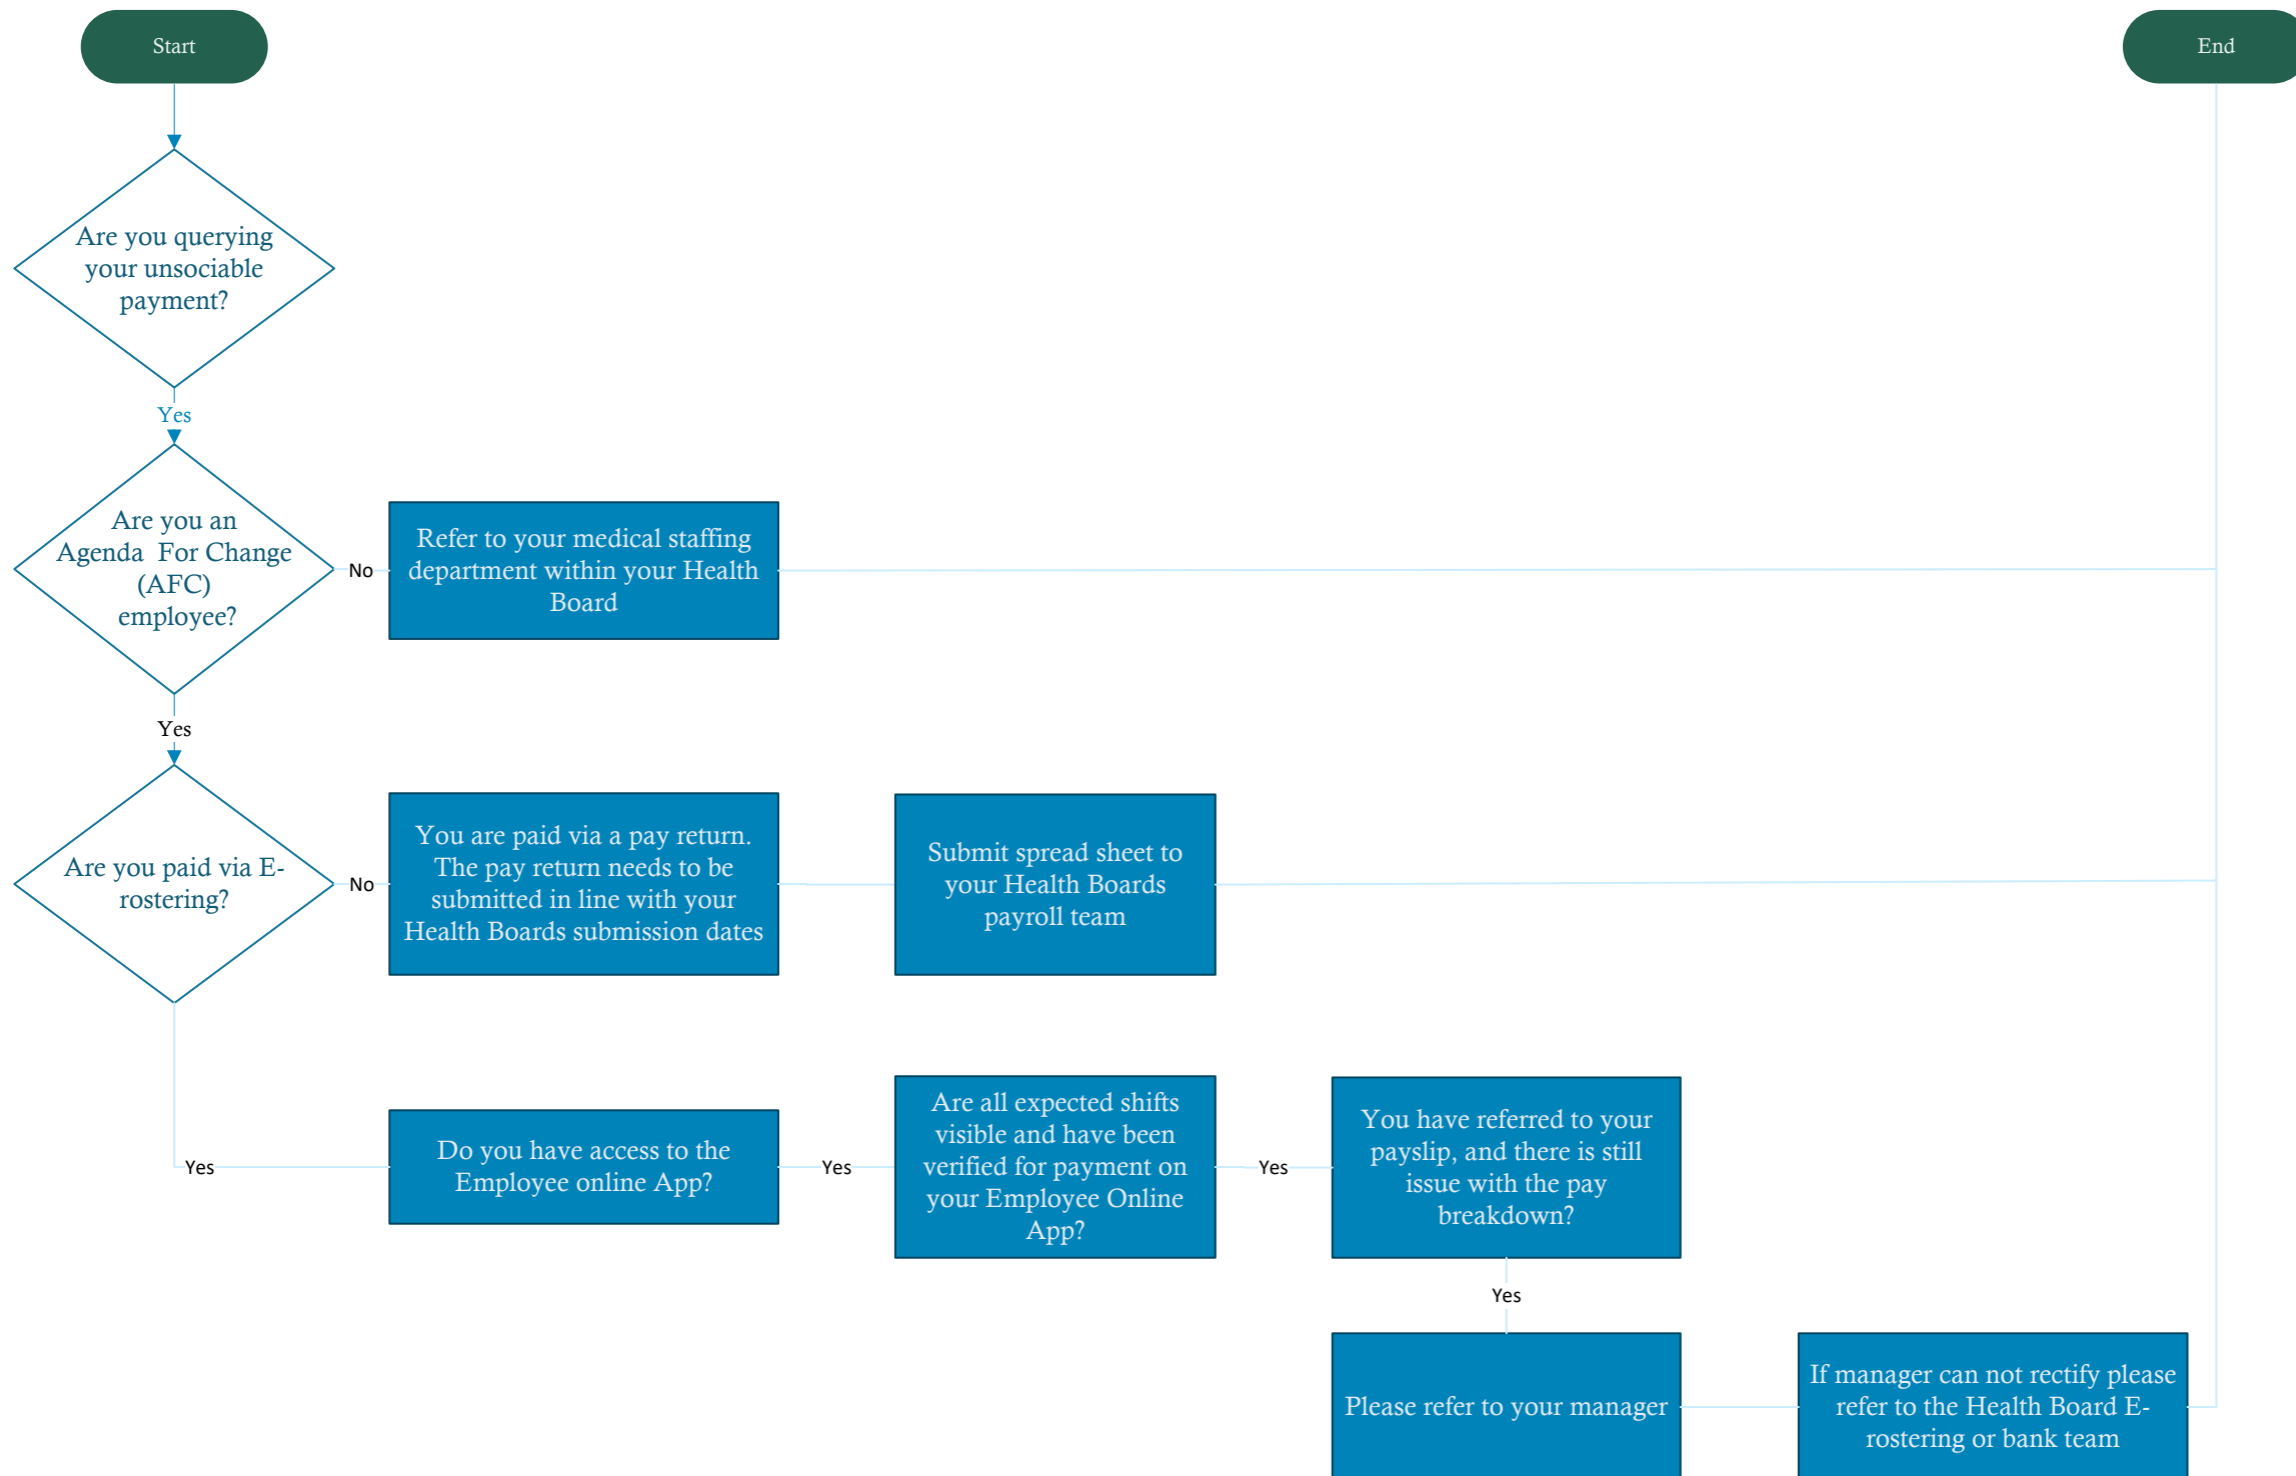 Start
End
Are you querying
your unsociable
payment?
Yes
Are you an
Agenda For Change
(AFC)
employee?
No
Refer to your medical staffing
department within your Health
Board
Yes
Are you paid via E-
rostering?
No
You are paid via a pay return.
The pay return needs to be
submitted in line with your
Health Boards submission dates
Submit spread sheet to
your Health Boards
payroll team
Yes
Do you have access to the
Employee online App?
Yes
Are all expected shifts
visible and have been
verified for payment on
your Employee Online
App?
Yes
You have referred to your
payslip, and there is still
issue with the pay
breakdown?
Yes
Please refer to your manager
If manager can not rectify please
refer to the Health Board E-
rostering or bank team